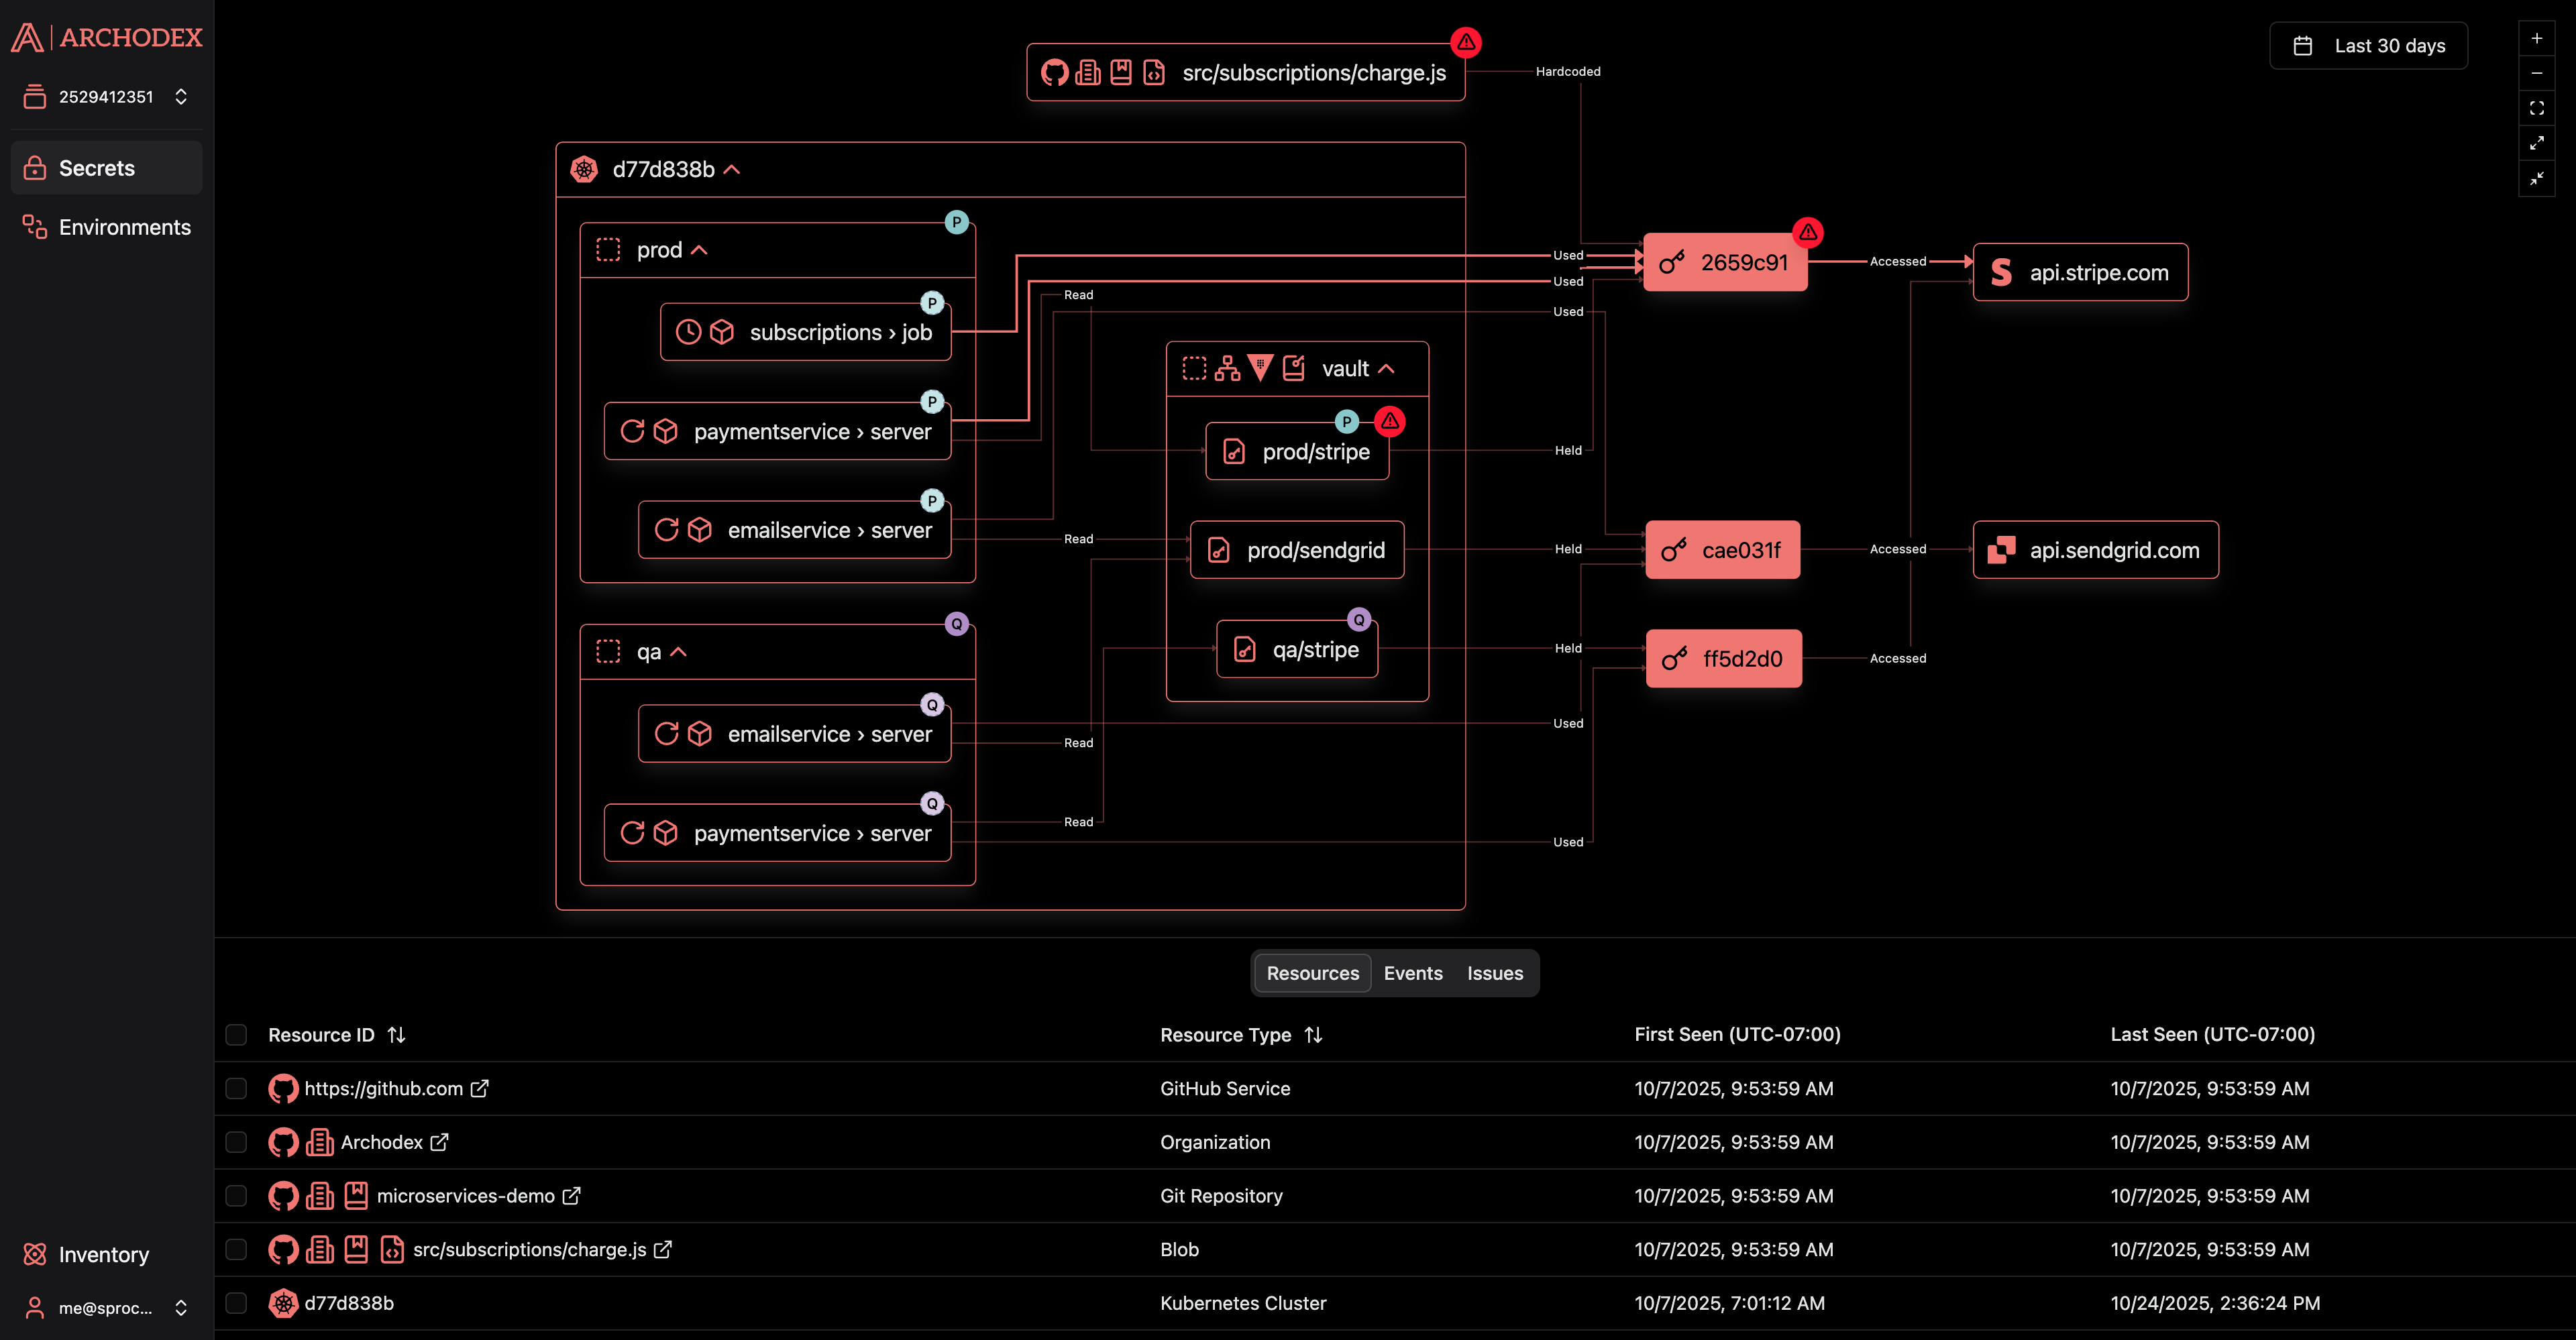 ARCHODEX
2529412351
Secrets
Environments
Inventory
me@sproc...
Last 30 days
src/subscriptions/charge.js
Hardcoded
d77d838b
P
prod
P
subscriptions › job
P
paymentservice › server
P
emailservice › server
Q
qa
Q
emailservice › server
Q
paymentservice › server
Read
Read
Read
Read
vault
P
prod/stripe
prod/sendgrid
Q
qa/stripe
Used
Used
Used
Held
Held
Held
Used
Used
2659c91
cae031f
ff5d2d0
Accessed
Accessed
Accessed
api.stripe.com
api.sendgrid.com
Resources Events Issues
Resource ID Resource Type First Seen (UTC-07:00) Last Seen (UTC-07:00)
https://github.com GitHub Service 10/7/2025, 9:53:59 AM 10/7/2025, 9:53:59 AM
Archodex Organization 10/7/2025, 9:53:59 AM 10/7/2025, 9:53:59 AM
microservices-demo Git Repository 10/7/2025, 9:53:59 AM 10/7/2025, 9:53:59 AM
src/subscriptions/charge.js Blob 10/7/2025, 9:53:59 AM 10/7/2025, 9:53:59 AM
d77d838b Kubernetes Cluster 10/7/2025, 7:01:12 AM 10/24/2025, 2:36:24 PM